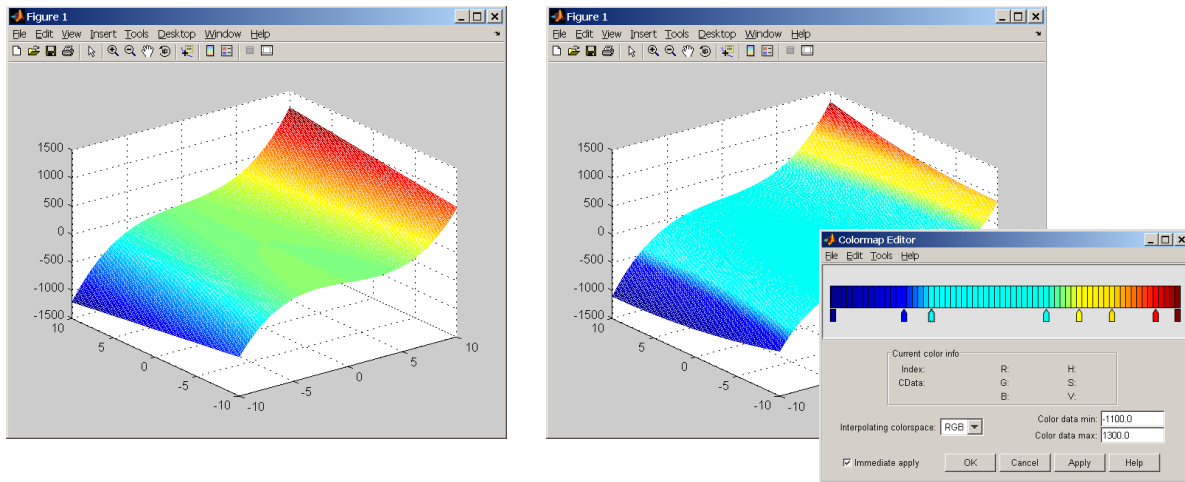 Figure 1
File Edit View Insert Tools Desktop Window Help
1500
1000
500
0
-500
-1000
-1500
10
5
0
-5
-10
-10
-5
0
5
10
Figure 1
File Edit View Insert Tools Desktop Window Help
1500
1000
500
0
-500
-1000
-1500
10
5
0
-5
-10
-10
Colormap Editor
File Edit Tools Help
Current color info
Index: R: H:
CData: G: S:
B: V:
Interpolating colorspace: RGB
Color data min: -1100.0
Color data max: 1300.0
Immediate apply OK Cancel Apply Help